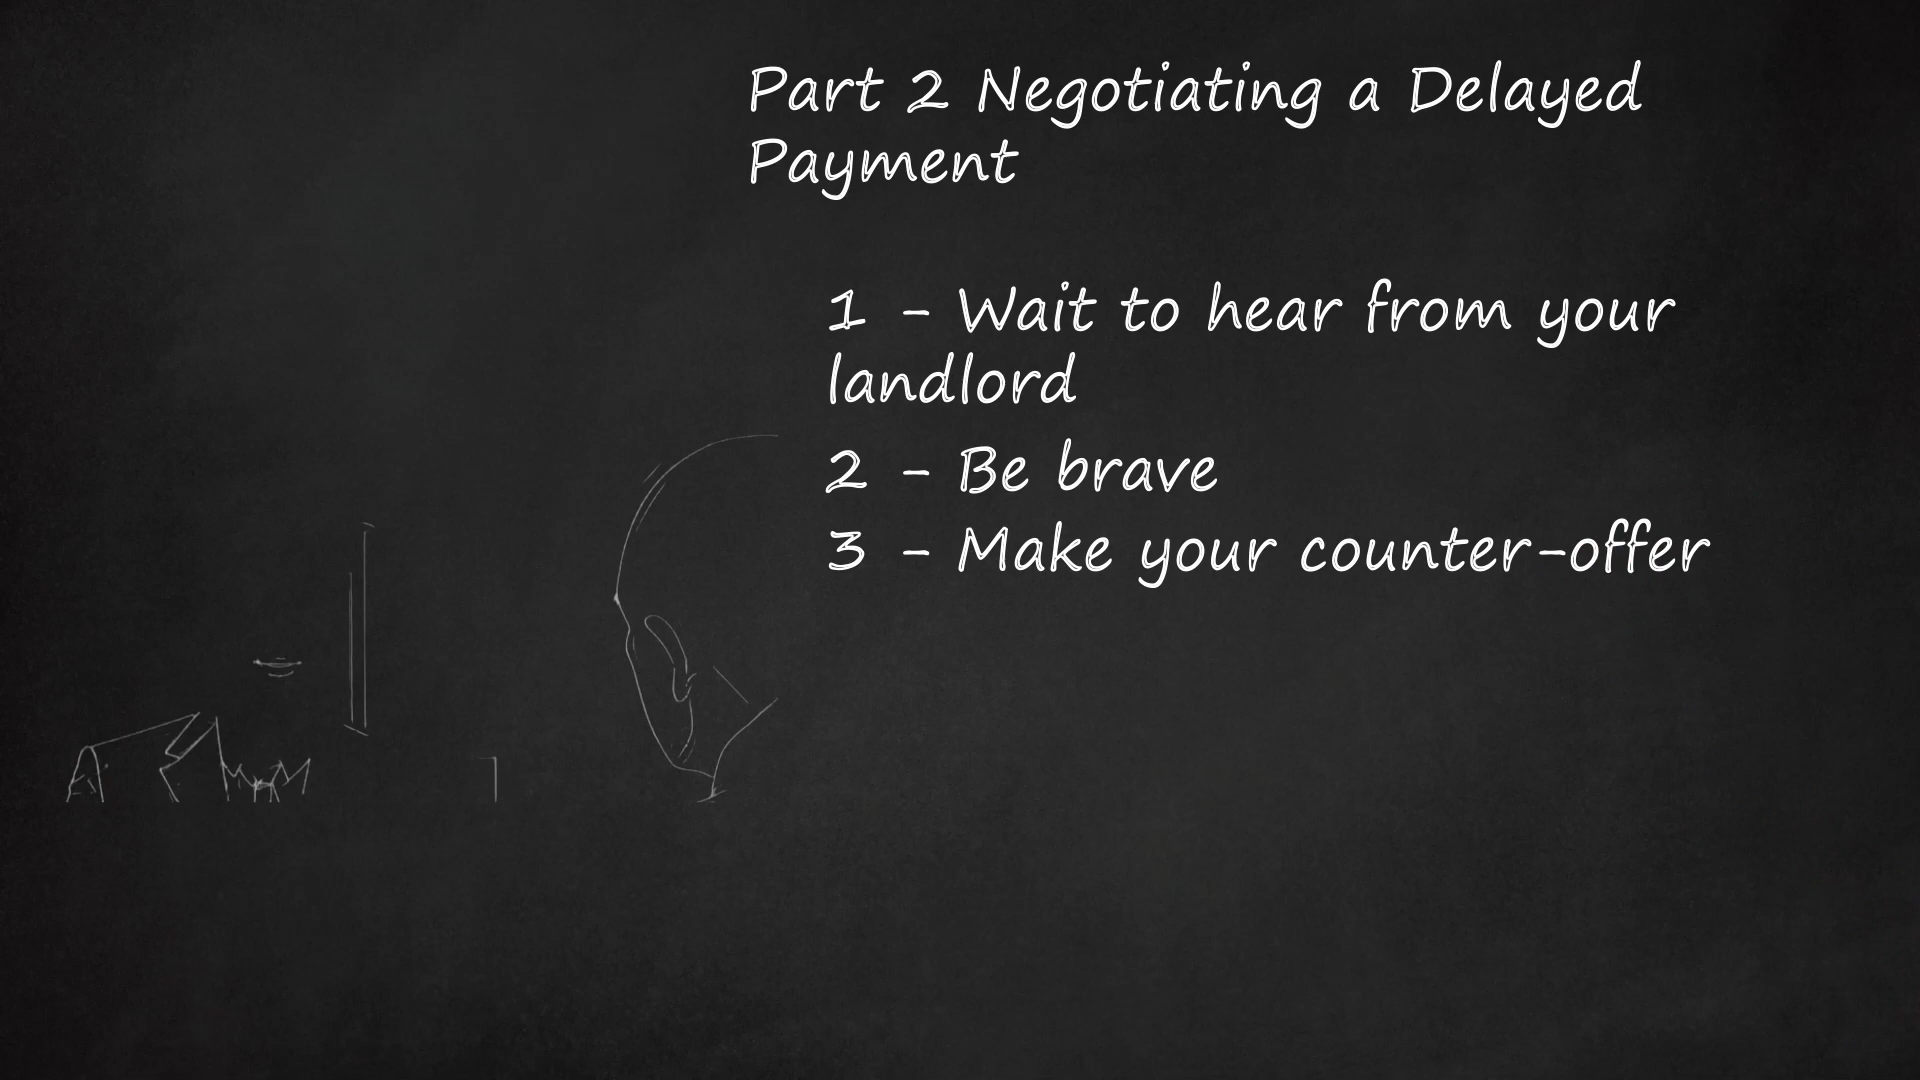 Part 2 Negotiating a Delayed
Payment
1 - Wait to hear from your
landlord
2 - Be brave
3 - Make your counter-offer